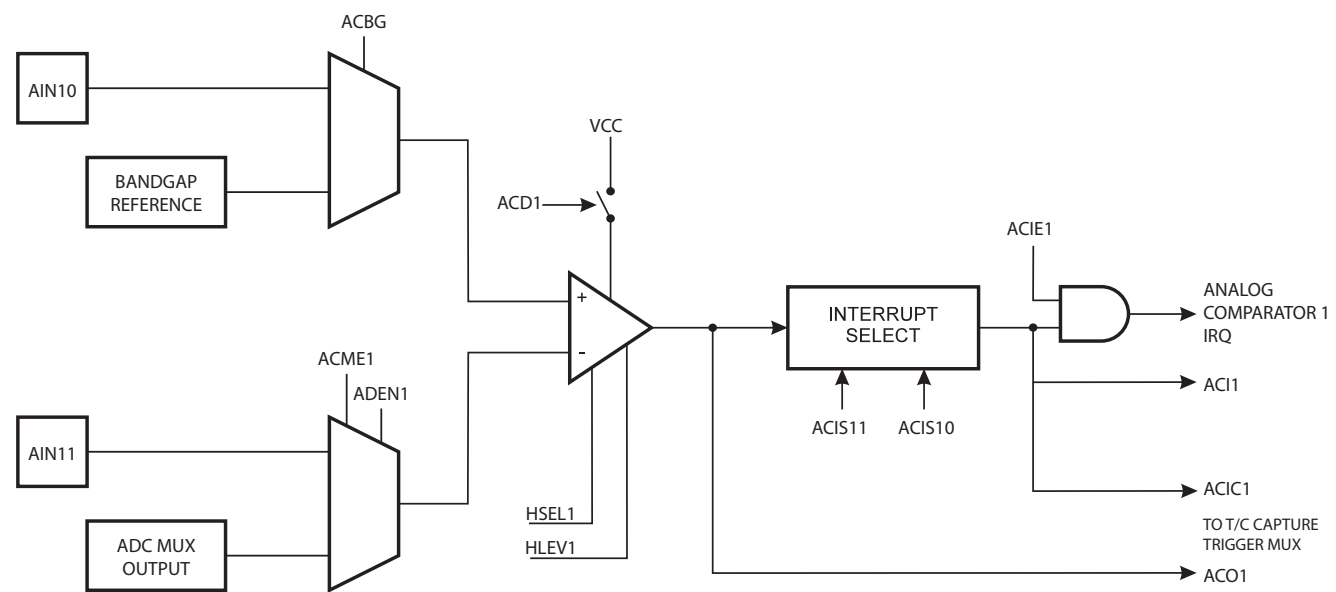 ACBG
AIN10
BANDGAP
REFERENCE
VCC
ACD1
+
-
ACME1
ADEN1
AIN11
ADC MUX
OUTPUT
HSEL1
HLEV1
INTERRUPT
SELECT
ACIS11
ACIS10
ACIE1
ANALOG
COMPARATOR 1
IRQ
ACI1
ACIC1
TO T/C CAPTURE
TRIGGER MUX
ACO1